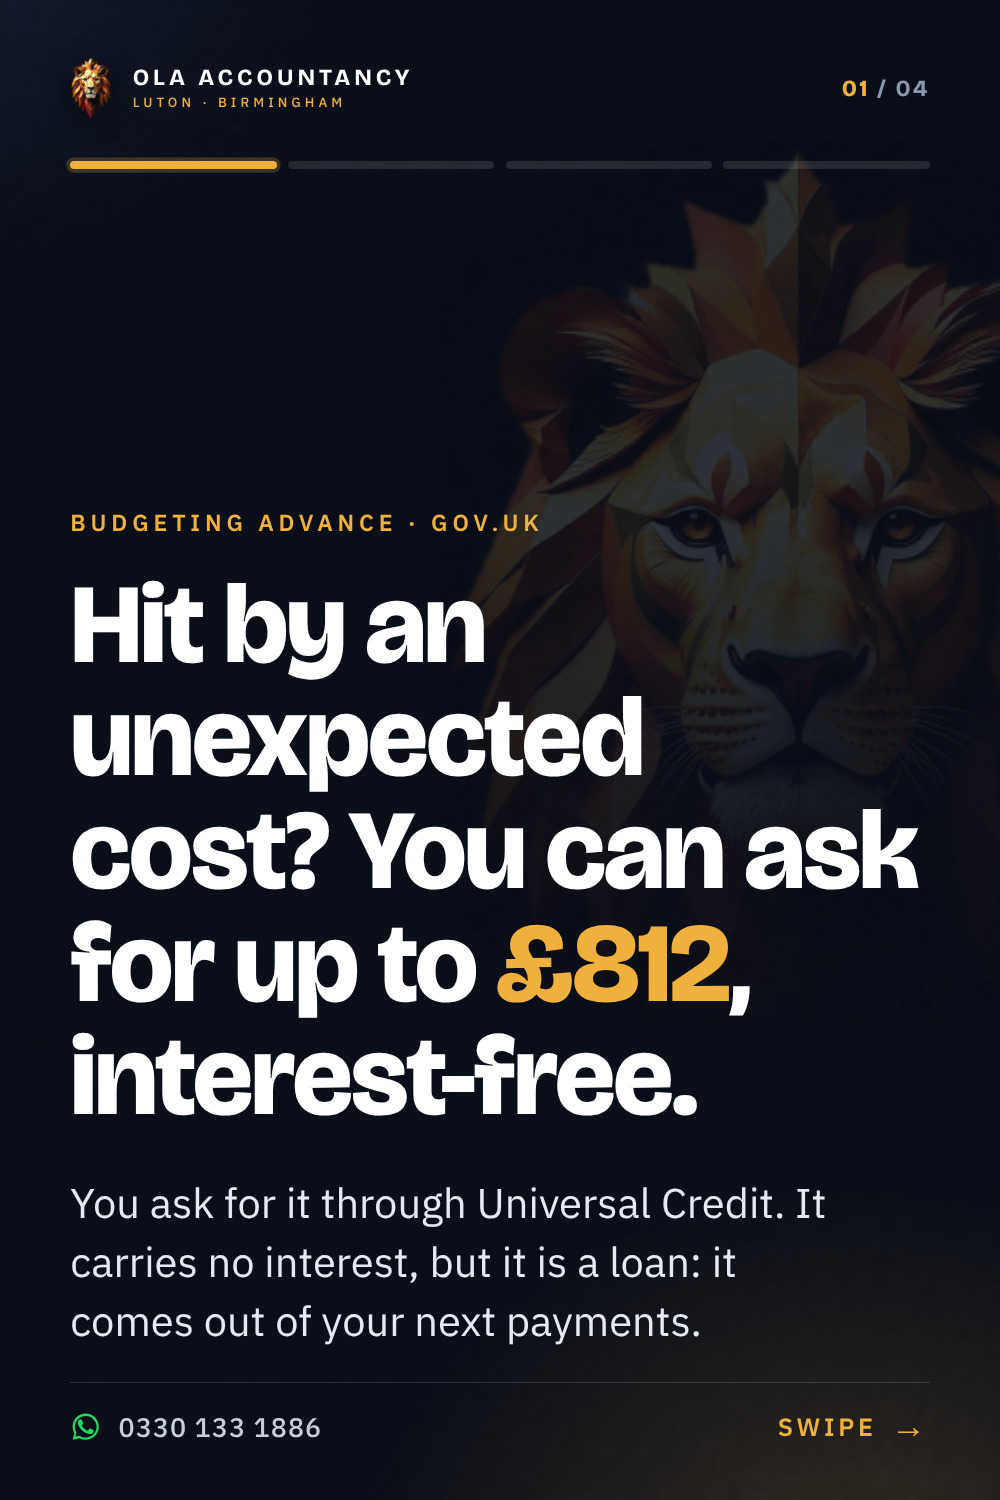 OLA ACCOUNTANCY
LUTON · BIRMINGHAM
01 / 04
BUDGETING ADVANCE · GOV.UK
Hit by an
unexpected
cost? You can ask
for up to £812,
interest-free.
You ask for it through Universal Credit. It
carries no interest, but it is a loan: it
comes out of your next payments.
0330 133 1886
SWIPE →